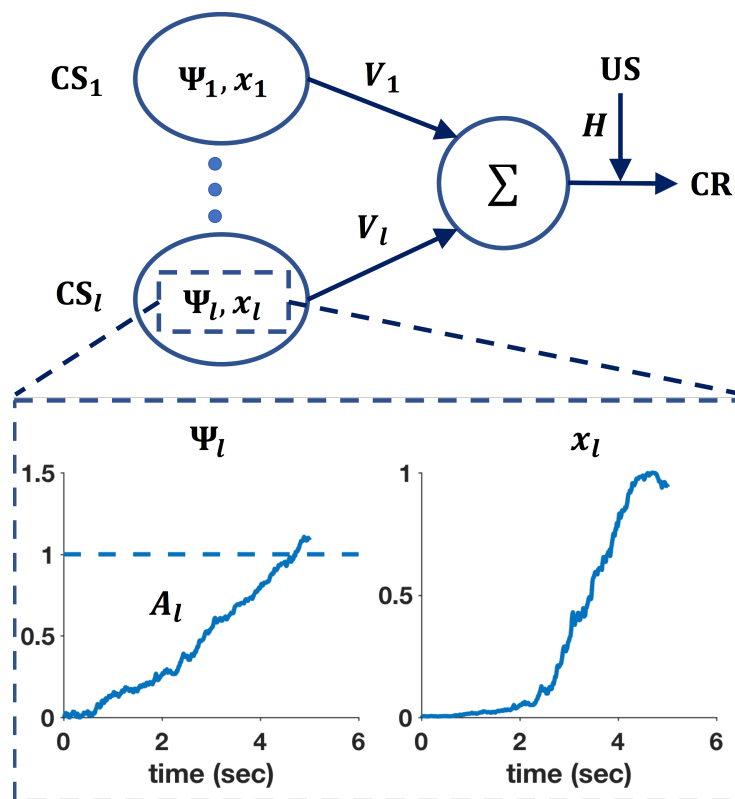 CS₁ Ψ₁, x₁ V₁ US
H
Σ CR
V_l
CS_l Ψ_l, x_l
Ψ_l x_l
1.5 1
1
A_l
0.5 0.5
0 0
0 2 4 6 0 2 4 6
time (sec) time (sec)